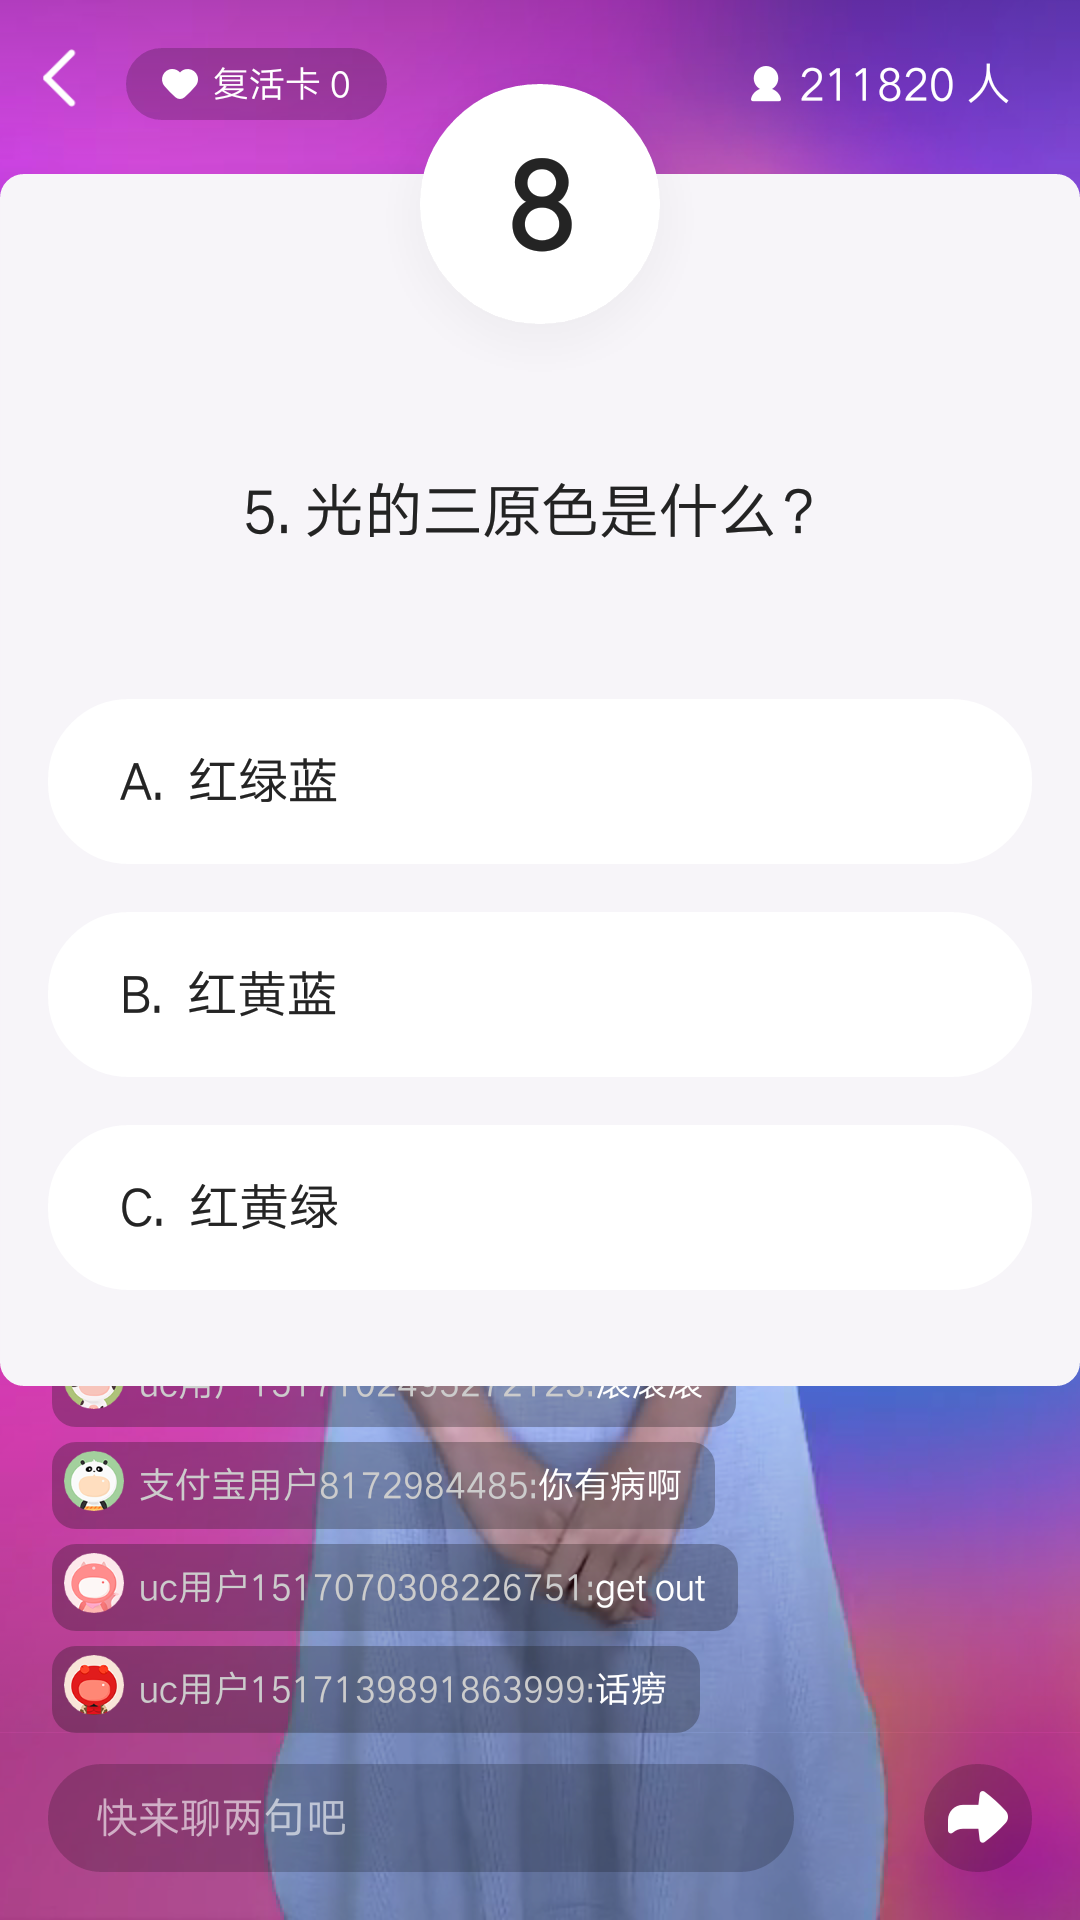 复活卡 0
211820 人
8
5. 光的三原色是什么？
A. 红绿蓝
B. 红黄蓝
C. 红黄绿
支付宝用户8172984485:你有病啊
uc用户1517070308226751:get out
uc用户1517139891863999:话痨
快来聊两句吧